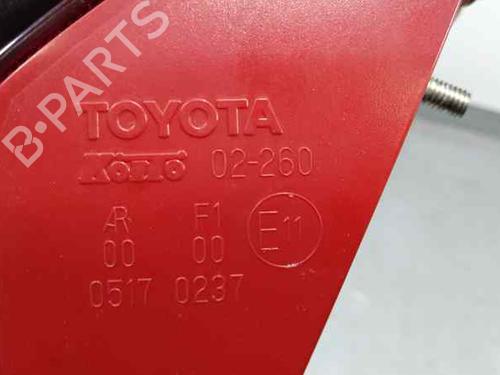 B-PARTS
TOYOTA
Koito 02-260
AR F1
00 00 E11
0517 0237